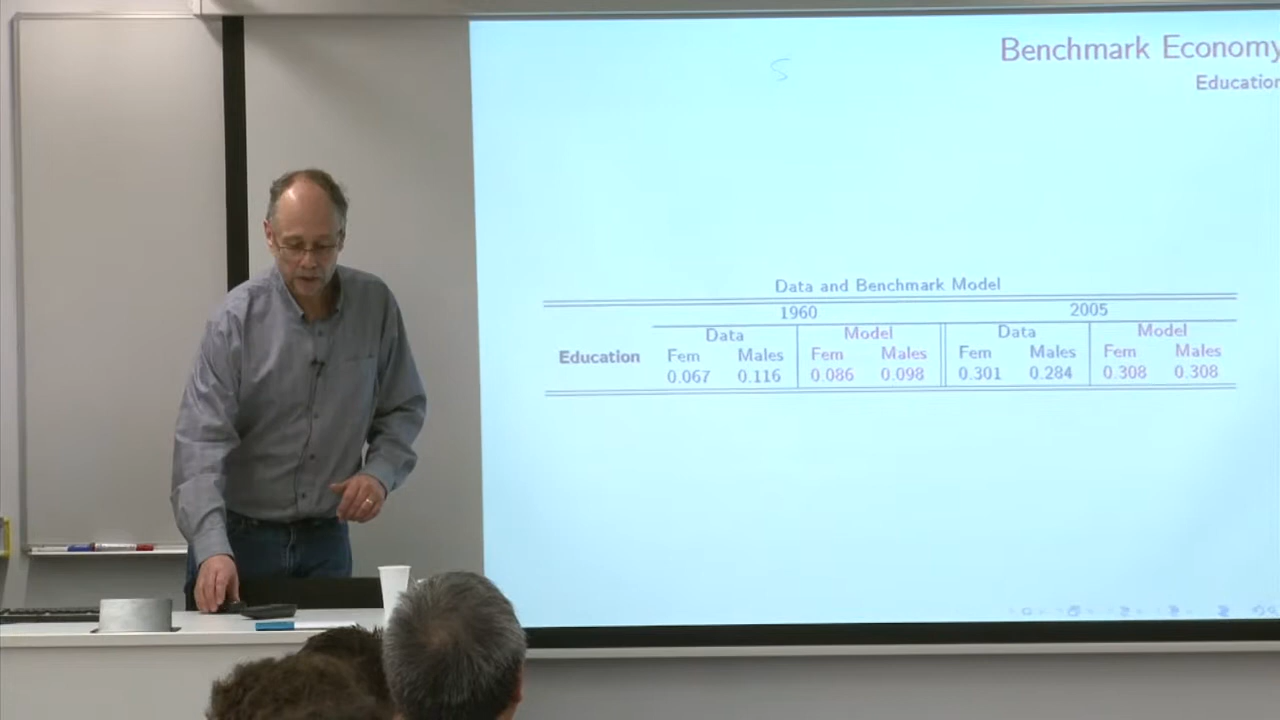 Benchmark Economy
Education
S
Data and Benchmark Model
1960 2005
Data Model Data Model
Education Fem Males Fem Males Fem Males Fem Males
0.067 0.116 0.086 0.098 0.301 0.284 0.308 0.308